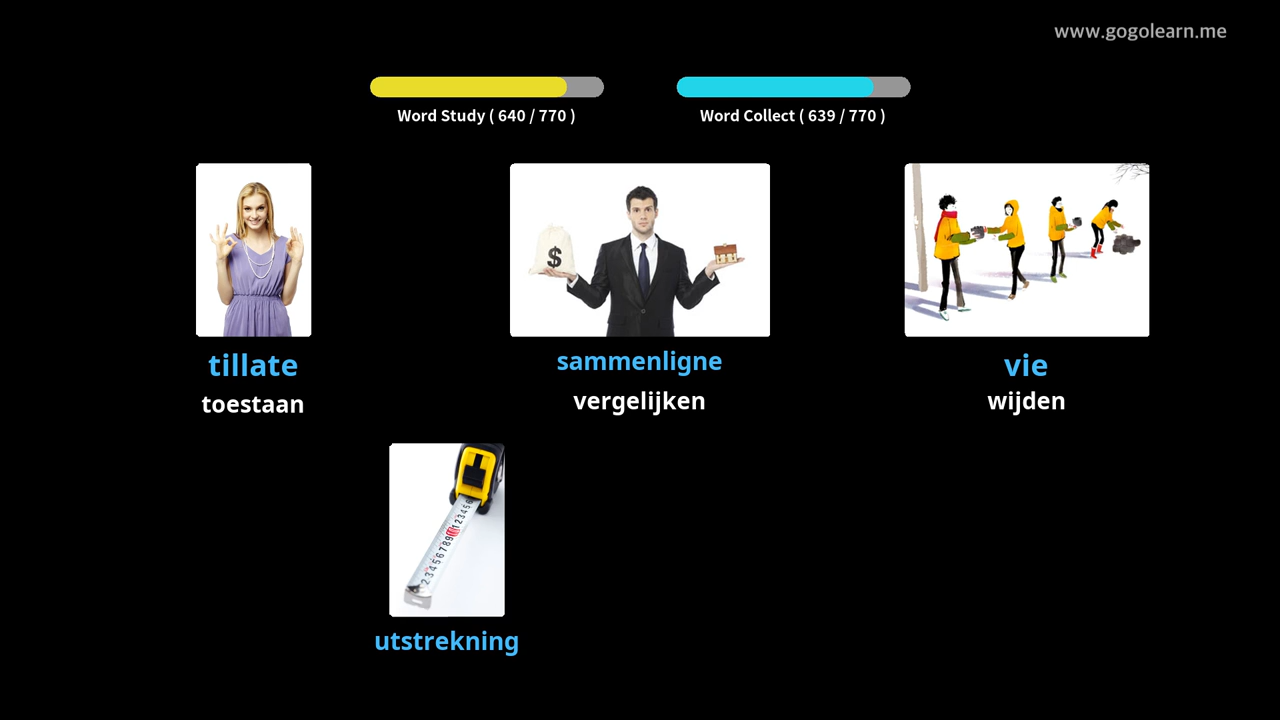 www.gogolearn.me
Word Study ( 640 / 770 )
Word Collect ( 639 / 770 )
$
tillate
toestaan
sammenligne
vergelijken
vie
wijden
utstrekning